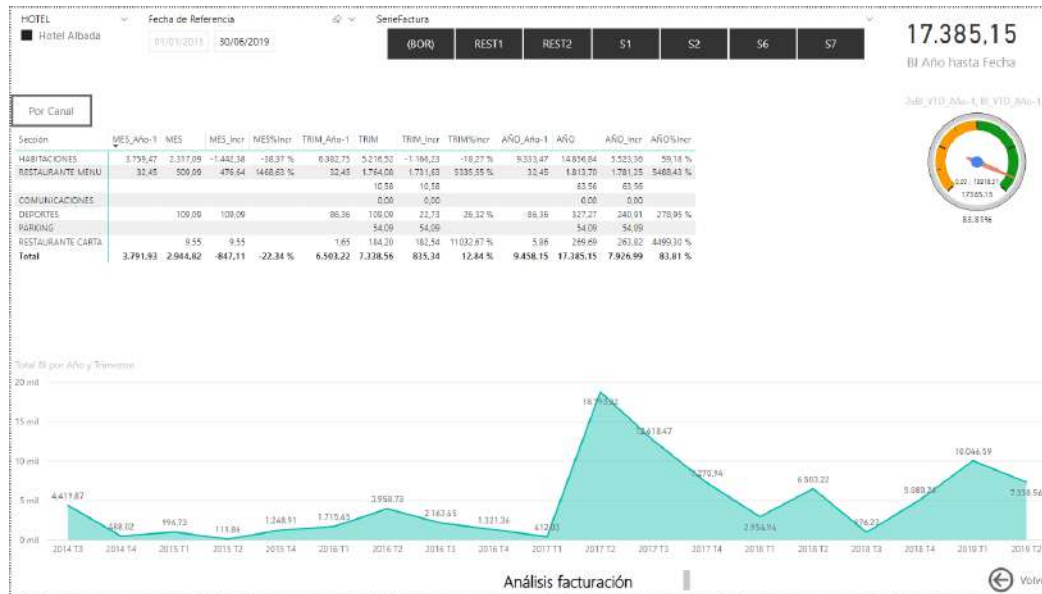 HOTEL
Hotel Albada
Fecha de Referencia
30/06/2019
SerieFactura
(BOR) REST1 REST2 S1 S2 S6 S7
17.385,15
BI Año hasta Fecha
Por Canal
Sección MES_Año-1 MES MES_Incr MES%Incr TRIM_Año-1 TRIM TRIM_Incr TRIM%Incr AÑO_Año-1 AÑO AÑO_Incr AÑO%Incr
HABITACIONES 3.759,47 2.317,09 -1.442,38 -18,37 % 6.382,75 5.216,52 -1.166,23 -18,27 % 9.333,47 14.856,84 5.523,36 59,18 %
RESTAURANTE MENU 32,45 509,09 476,64 1468,63 % 32,45 1.764,08 1.731,63 5335,55 % 32,45 1.813,70 1.781,25 5488,43 %
10,58 10,58 63,56 63,56
COMUNICACIONES 0,00 0,00 0,00 0,00
DEPORTES 109,09 109,09 86,36 109,09 22,73 26,32 % 86,36 327,27 240,91 278,95 %
PARKING 54,09 54,09 54,09 54,09
RESTAURANTE CARTA 9,55 9,55 1,65 184,20 182,54 11032,67 % 5,86 269,69 263,82 4499,30 %
Total 3.791,93 2.944,82 -847,11 -22,34 % 6.503,22 7.338,56 835,34 12,84 % 9.458,15 17.385,15 7.926,99 83,81 %
17385,15
83.81%
Total BI por Año y Trimestre
20 mil
15 mil
10 mil
5 mil
0 mil
4.419,87
488,02
996,73
111,86
1.248,91
1.715,65
3.958,73
2.163,65
1.321,36
412,03
2.954,94
6.503,22
976,22
10.046,59
7.338,56
2014 T3 2014 T4 2015 T1 2015 T2 2015 T4 2016 T1 2016 T2 2016 T3 2016 T4 2017 T1 2017 T2 2017 T3 2017 T4 2018 T1 2018 T2 2018 T3 2018 T4 2019 T1 2019 T2
Análisis facturación